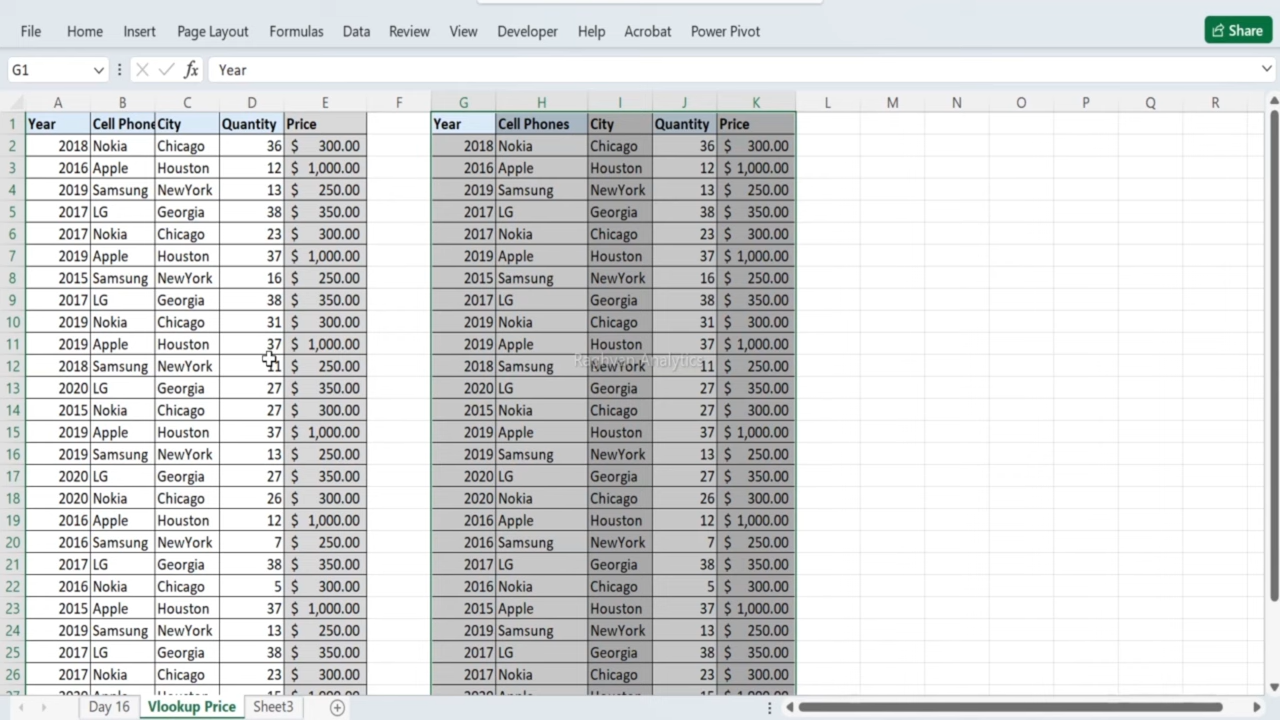 File Home Insert Page Layout Formulas Data Review View Developer Help Acrobat Power Pivot Share
G1 fx Year
A B C D E F G H I J K L M N O P Q R
1 Year Cell Phone City Quantity Price Year Cell Phones City Quantity Price
2 2018 Nokia Chicago 36 $ 300.00 2018 Nokia Chicago 36 $ 300.00
3 2016 Apple Houston 12 $ 1,000.00 2016 Apple Houston 12 $ 1,000.00
4 2019 Samsung NewYork 13 $ 250.00 2019 Samsung NewYork 13 $ 250.00
5 2017 LG Georgia 38 $ 350.00 2017 LG Georgia 38 $ 350.00
6 2017 Nokia Chicago 23 $ 300.00 2017 Nokia Chicago 23 $ 300.00
7 2019 Apple Houston 37 $ 1,000.00 2019 Apple Houston 37 $ 1,000.00
8 2015 Samsung NewYork 16 $ 250.00 2015 Samsung NewYork 16 $ 250.00
9 2017 LG Georgia 38 $ 350.00 2017 LG Georgia 38 $ 350.00
10 2019 Nokia Chicago 31 $ 300.00 2019 Nokia Chicago 31 $ 300.00
11 2019 Apple Houston 37 $ 1,000.00 2019 Apple Houston 37 $ 1,000.00
12 2018 Samsung NewYork 11 $ 250.00 2018 Samsung NewYork 11 $ 250.00
13 2020 LG Georgia 27 $ 350.00 2020 LG Georgia 27 $ 350.00
14 2015 Nokia Chicago 27 $ 300.00 2015 Nokia Chicago 27 $ 300.00
15 2019 Apple Houston 37 $ 1,000.00 2019 Apple Houston 37 $ 1,000.00
16 2019 Samsung NewYork 13 $ 250.00 2019 Samsung NewYork 13 $ 250.00
17 2020 LG Georgia 27 $ 350.00 2020 LG Georgia 27 $ 350.00
18 2020 Nokia Chicago 26 $ 300.00 2020 Nokia Chicago 26 $ 300.00
19 2016 Apple Houston 12 $ 1,000.00 2016 Apple Houston 12 $ 1,000.00
20 2016 Samsung NewYork 7 $ 250.00 2016 Samsung NewYork 7 $ 250.00
21 2017 LG Georgia 38 $ 350.00 2017 LG Georgia 38 $ 350.00
22 2016 Nokia Chicago 5 $ 300.00 2016 Nokia Chicago 5 $ 300.00
23 2015 Apple Houston 37 $ 1,000.00 2015 Apple Houston 37 $ 1,000.00
24 2019 Samsung NewYork 13 $ 250.00 2019 Samsung NewYork 13 $ 250.00
25 2017 LG Georgia 38 $ 350.00 2017 LG Georgia 38 $ 350.00
26 2017 Nokia Chicago 23 $ 300.00 2017 Nokia Chicago 23 $ 300.00
Day 16 Vlookup Price Sheet3